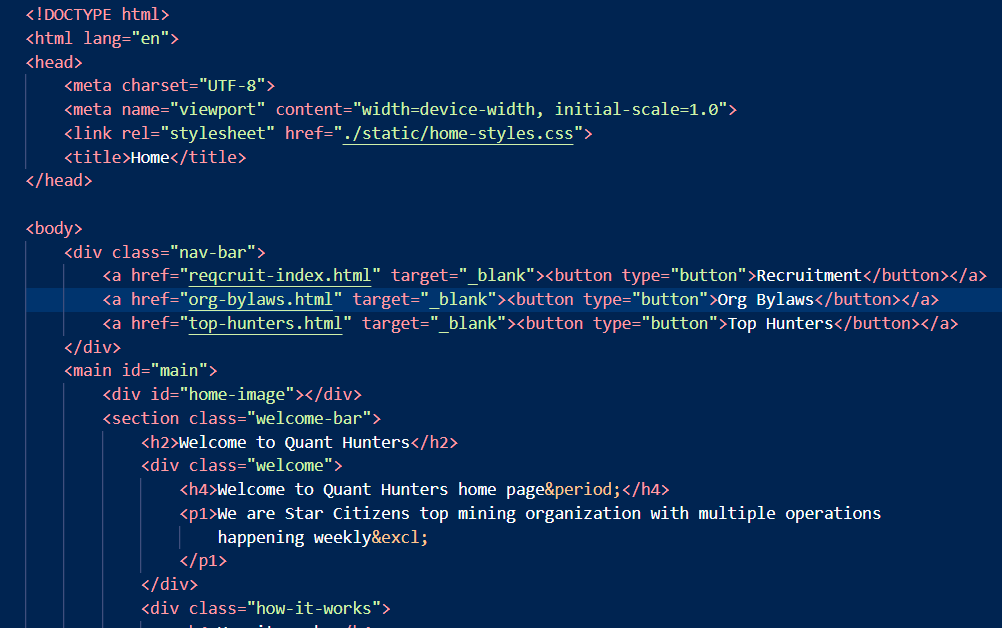 <!DOCTYPE html>
<html lang="en">
<head>
    <meta charset="UTF-8">
    <meta name="viewport" content="width=device-width, initial-scale=1.0">
    <link rel="stylesheet" href="./static/home-styles.css">
    <title>Home</title>
</head>
<body>
    <div class="nav-bar">
        <a href="reqcruit-index.html" target="_blank"><button type="button">Recruitment</button></a>
        <a href="org-bylaws.html" target="_blank"><button type="button">Org Bylaws</button></a>
        <a href="top-hunters.html" target="_blank"><button type="button">Top Hunters</button></a>
    </div>
    <main id="main">
        <div id="home-image"></div>
        <section class="welcome-bar">
            <h2>Welcome to Quant Hunters</h2>
            <div class="welcome">
                <h4>Welcome to Quant Hunters home page&period;</h4>
                <p1>We are Star Citizens top mining organization with multiple operations
                    happening weekly&excl;
                </p1>
            </div>
            <div class="how-it-works">